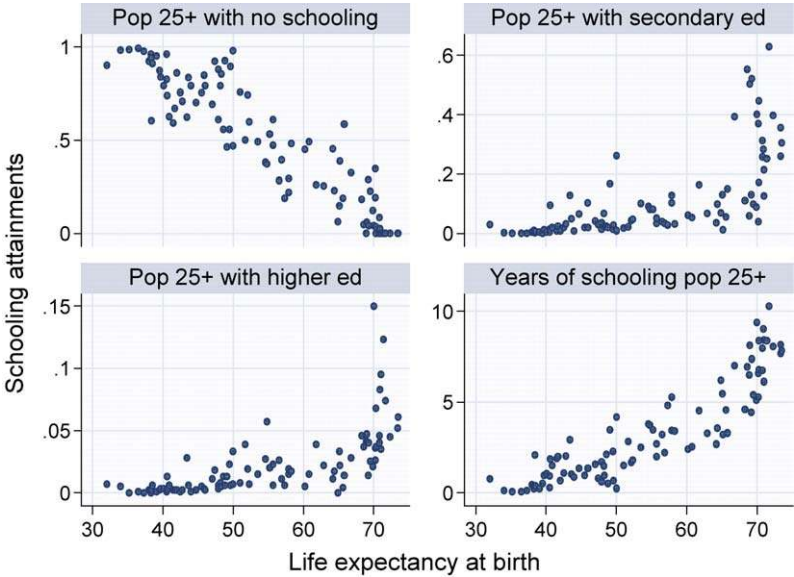 Pop 25+ with no schooling
Pop 25+ with secondary ed
1
.5
0
.6
.4
.2
0
Pop 25+ with higher ed
Years of schooling pop 25+
.15
.1
.05
0
10
5
0
30 40 50 60 70
30 40 50 60 70
Schooling attainments
Life expectancy at birth